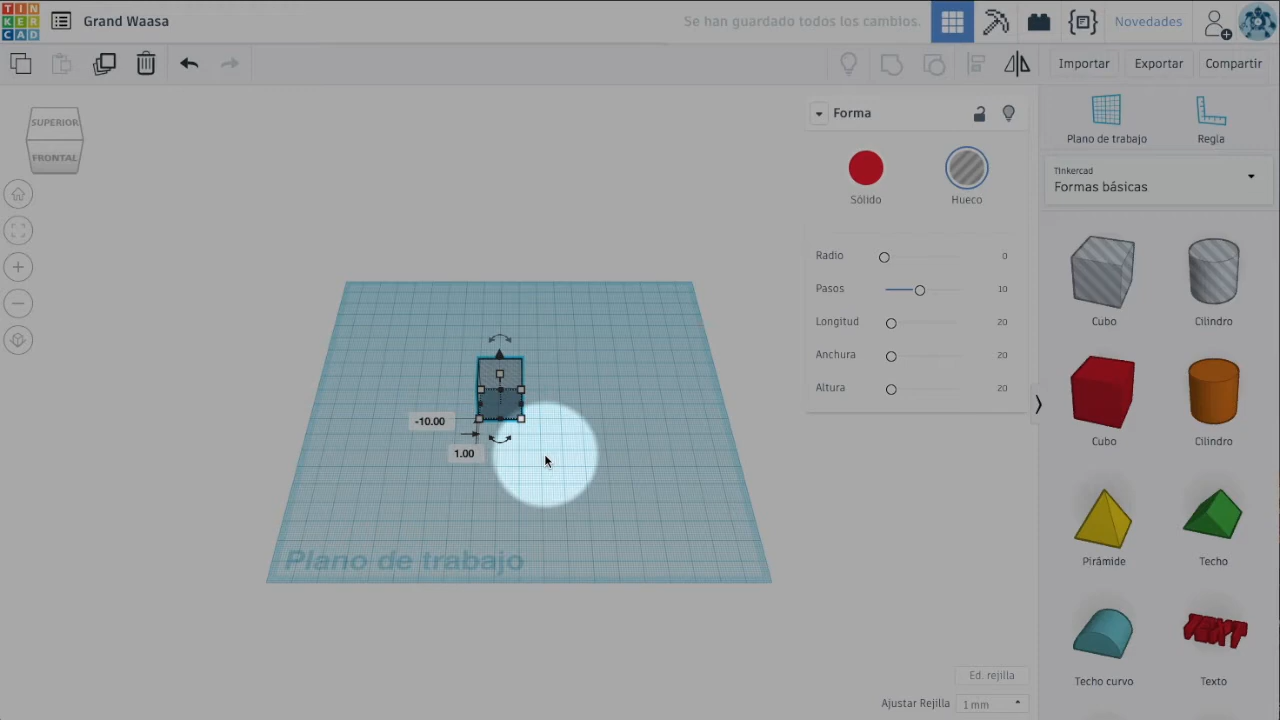 TIN
KER
CAD
Grand Waasa
Se han guardado todos los cambios.
Novedades
Importar
Exportar
Compartir
SUPERIOR
FRONTAL
Forma
Sólido
Hueco
Radio 0
Pasos 10
Longitud 20
Anchura 20
Altura 20
Plano de trabajo
Regla
Tinkercad
Formas básicas
Cubo
Cilindro
Cubo
Cilindro
Pirámide
Techo
TEXT
Techo curvo
Texto
-10.00
1.00
Plano de trabajo
Ed. rejilla
Ajustar Rejilla 1 mm